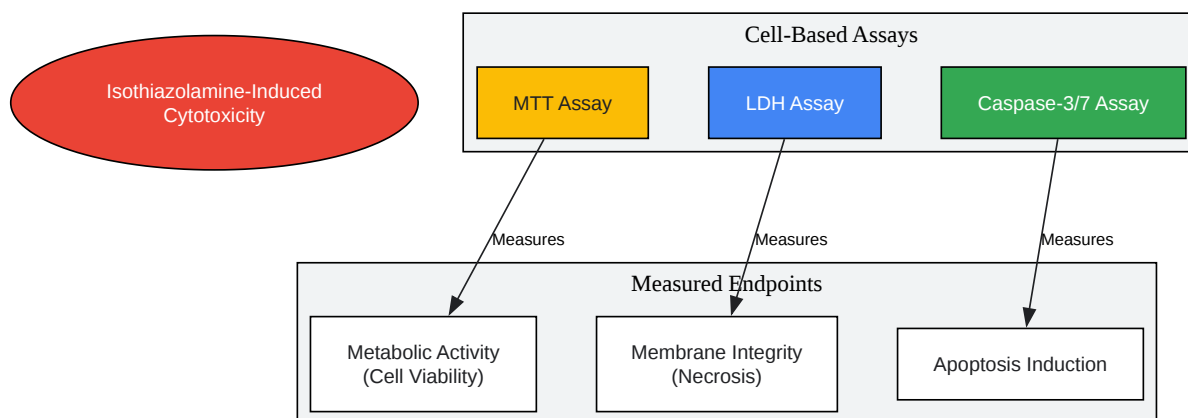 Cell-Based Assays
Isothiazolamine-Induced
Cytotoxicity
MTT Assay
LDH Assay
Caspase-3/7 Assay
Measures
Measures
Measures
Measured Endpoints
Metabolic Activity
(Cell Viability)
Membrane Integrity
(Necrosis)
Apoptosis Induction